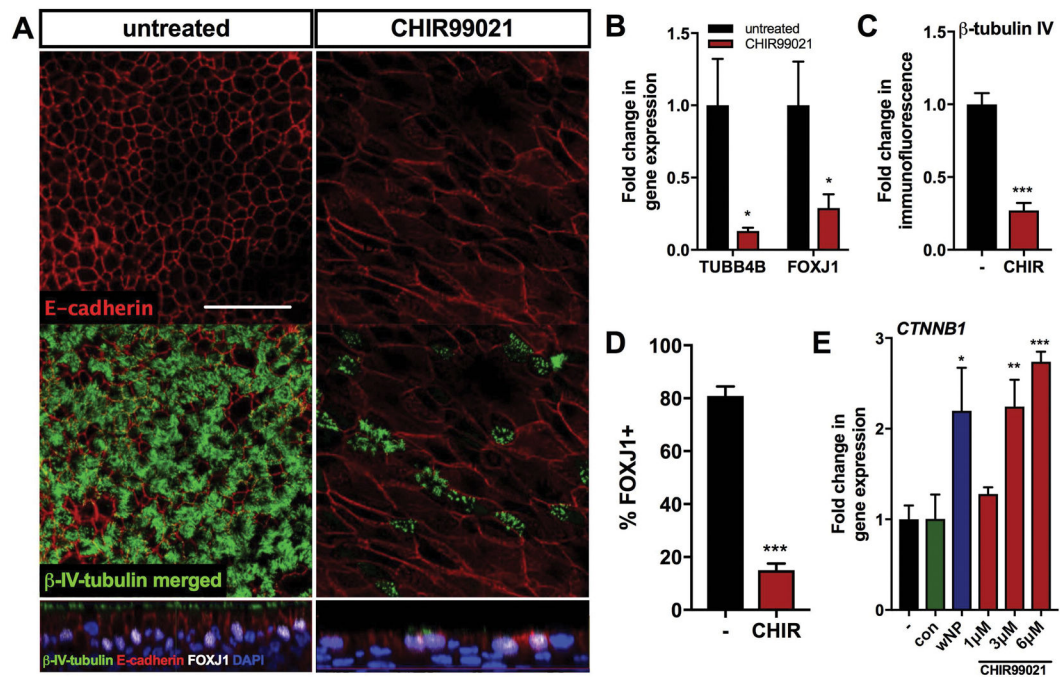 A
untreated
CHIR99021
E-cadherin
β-IV-tubulin merged
β-IV-tubulin E-cadherin FOXJ1 DAPI
B
untreated
CHIR99021
Fold change in
gene expression
1.5
1.0
0.5
0.0
*
*
TUBB4B
FOXJ1
C
β-tubulin IV
Fold change in
immunofluorescence
1.5
1.0
0.5
0.0
***
-
CHIR
D
% FOXJ1+
100
80
60
40
20
0
***
-
CHIR
E
CTNNB1
Fold change in
gene expression
3
2
1
0
*
**
***
-
con
wNP
1µM
3µM
6µM
CHIR99021